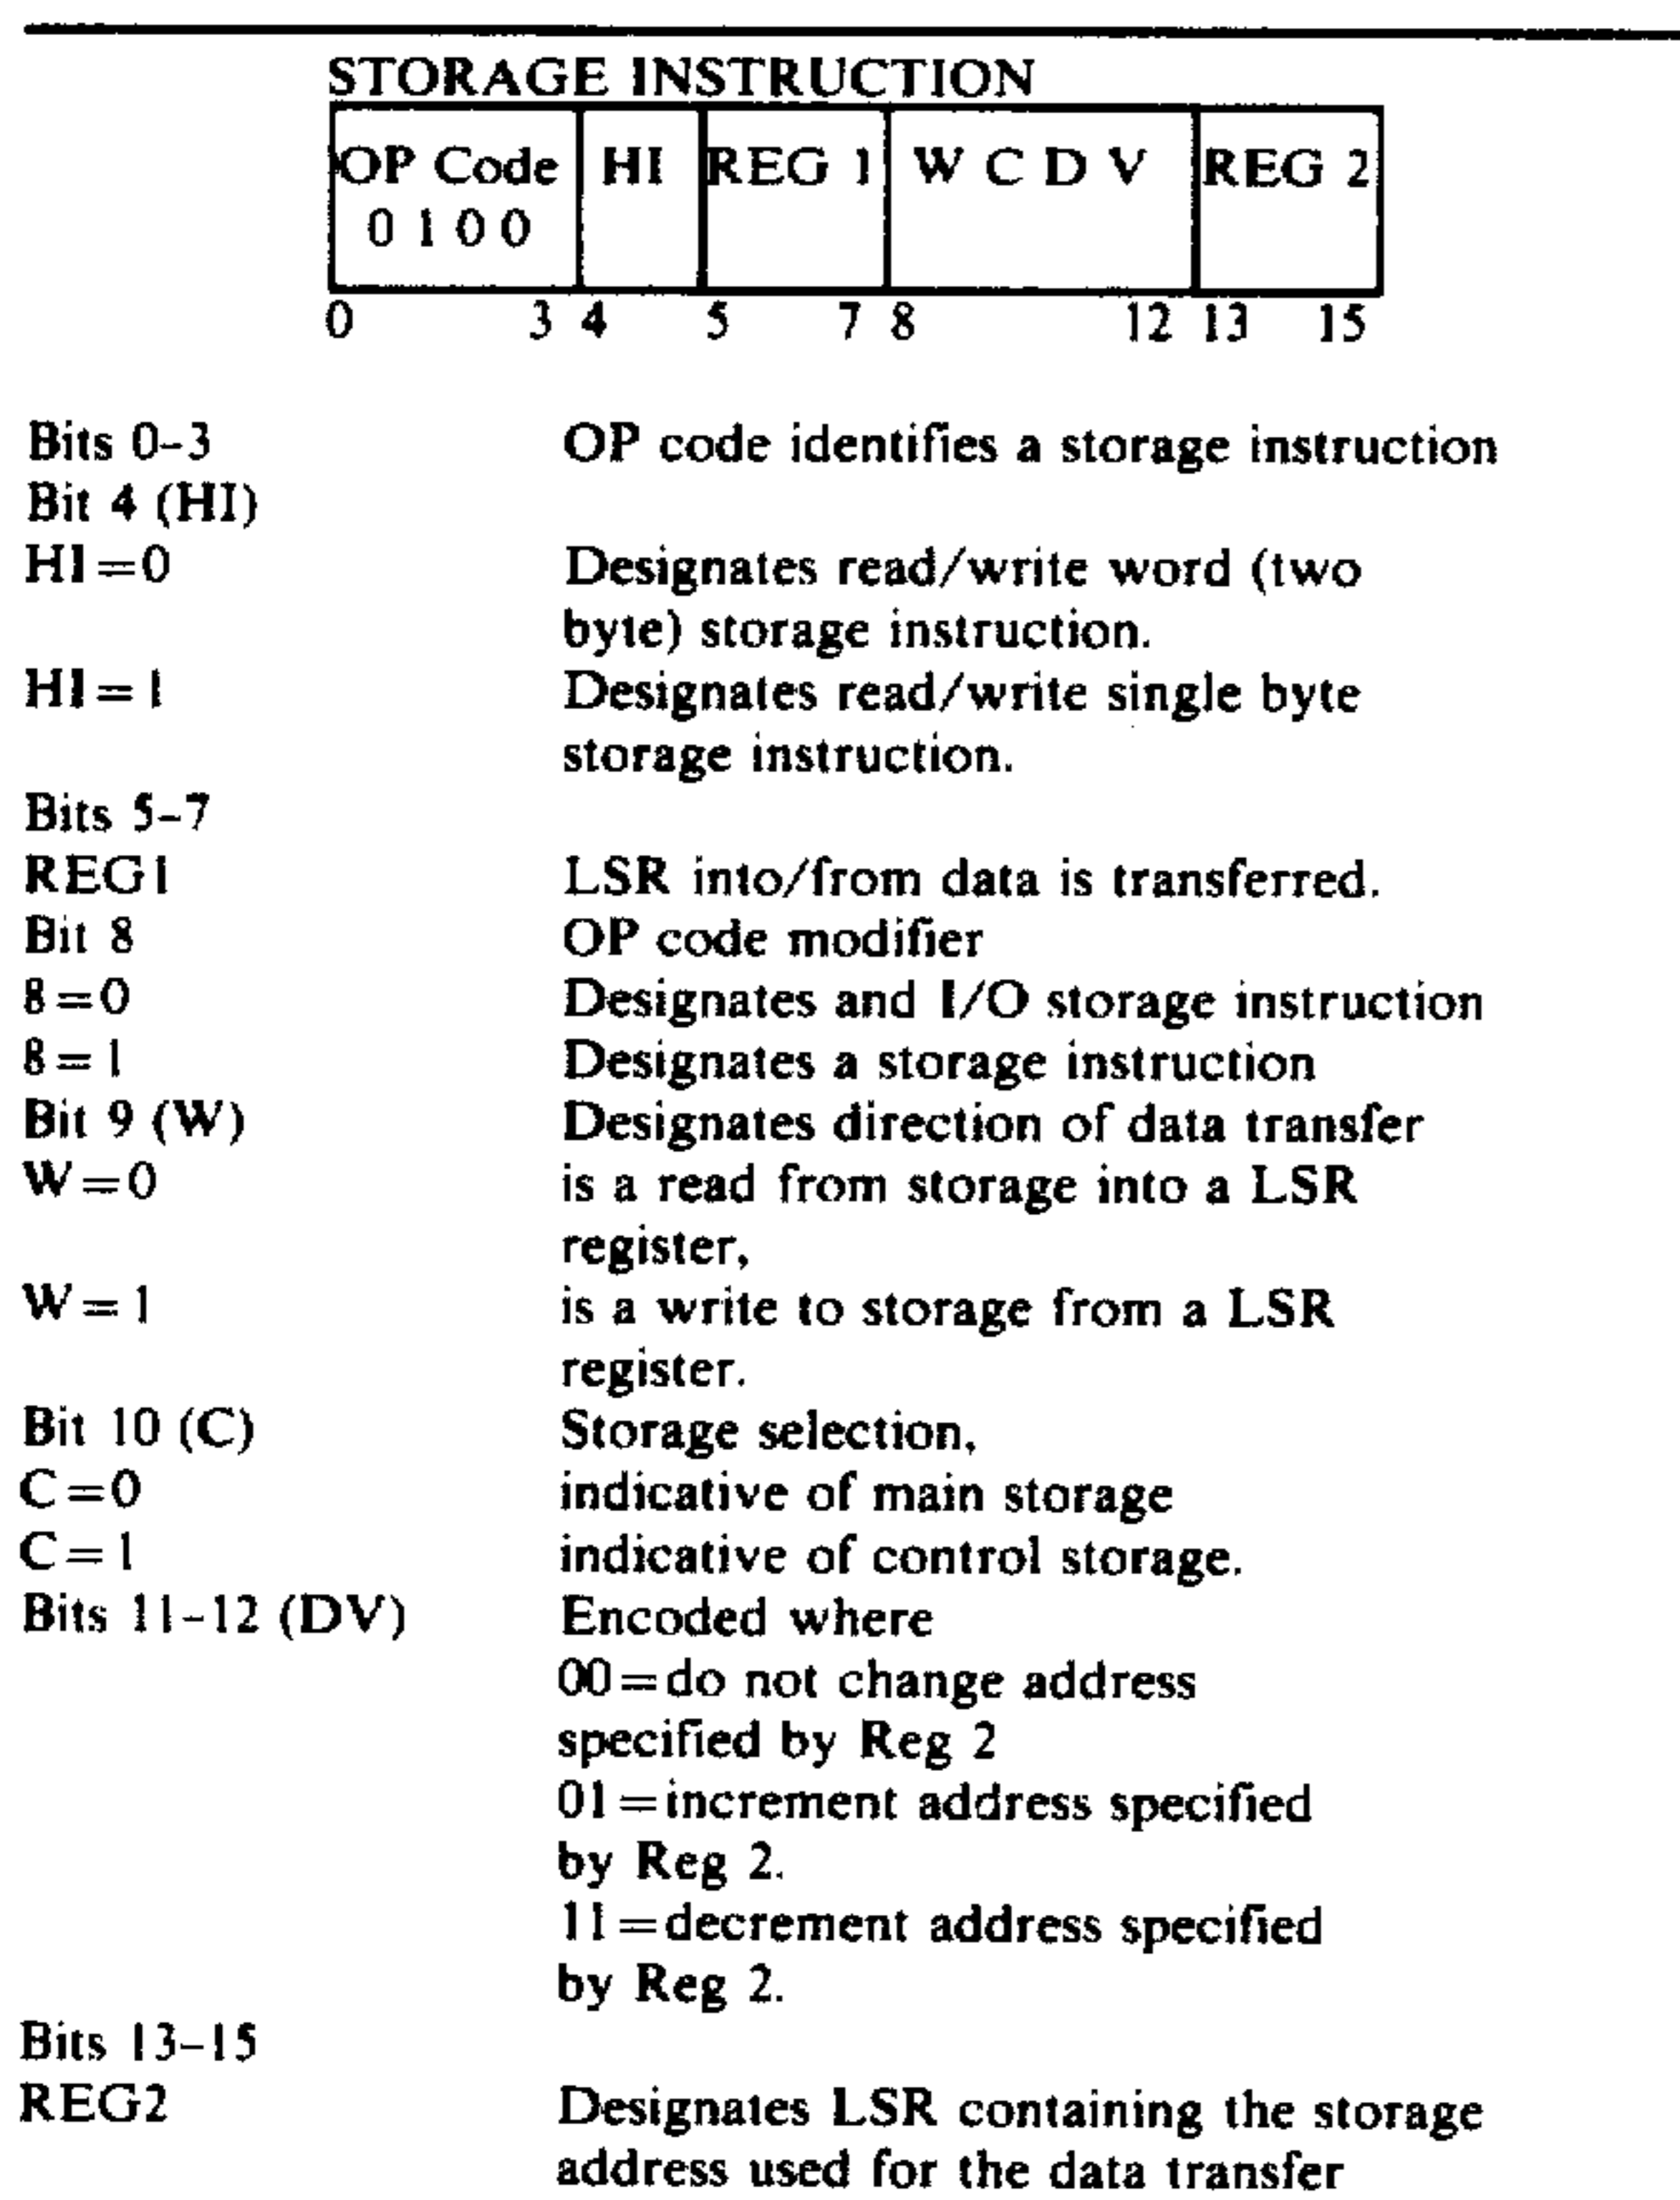 STORAGE INSTRUCTION
OP Code HI REG 1 W C D V REG 2
0 1 0 0
0 3 4 5 7 8 12 13 15
Bits 0-3 OP code identifies a storage instruction
Bit 4 (HI)
HI=0 Designates read/write word (two
byte) storage instruction.
HI=1 Designates read/write single byte
storage instruction.
Bits 5-7
REG1 LSR into/from data is transferred.
Bit 8 OP code modifier
8=0 Designates and I/O storage instruction
8=1 Designates a storage instruction
Bit 9 (W) Designates direction of data transfer
W=0 is a read from storage into a LSR
register,
W=1 is a write to storage from a LSR
register.
Bit 10 (C) Storage selection,
C=0 indicative of main storage
C=1 indicative of control storage.
Bits 11-12 (DV) Encoded where
00=do not change address
specified by Reg 2
01=increment address specified
by Reg 2.
11=decrement address specified
by Reg 2.
Bits 13-15
REG2 Designates LSR containing the storage
address used for the data transfer